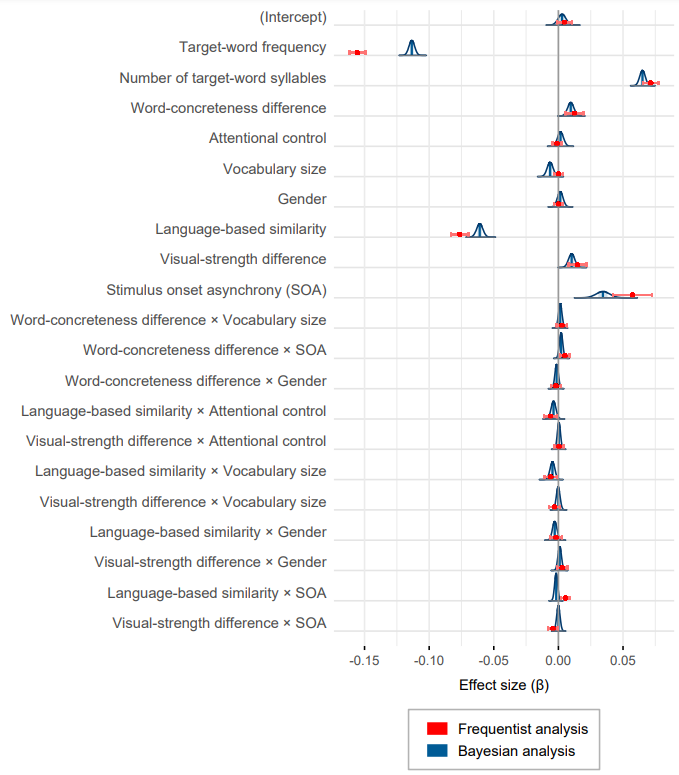 (Intercept)
Target-word frequency
Number of target-word syllables
Word-concreteness difference
Attentional control
Vocabulary size
Gender
Language-based similarity
Visual-strength difference
Stimulus onset asynchrony (SOA)
Word-concreteness difference × Vocabulary size
Word-concreteness difference × SOA
Word-concreteness difference × Gender
Language-based similarity × Attentional control
Visual-strength difference × Attentional control
Language-based similarity × Vocabulary size
Visual-strength difference × Vocabulary size
Language-based similarity × Gender
Visual-strength difference × Gender
Language-based similarity × SOA
Visual-strength difference × SOA
-0.15 -0.10 -0.05 0.00 0.05
Effect size (β)
Frequentist analysis
Bayesian analysis